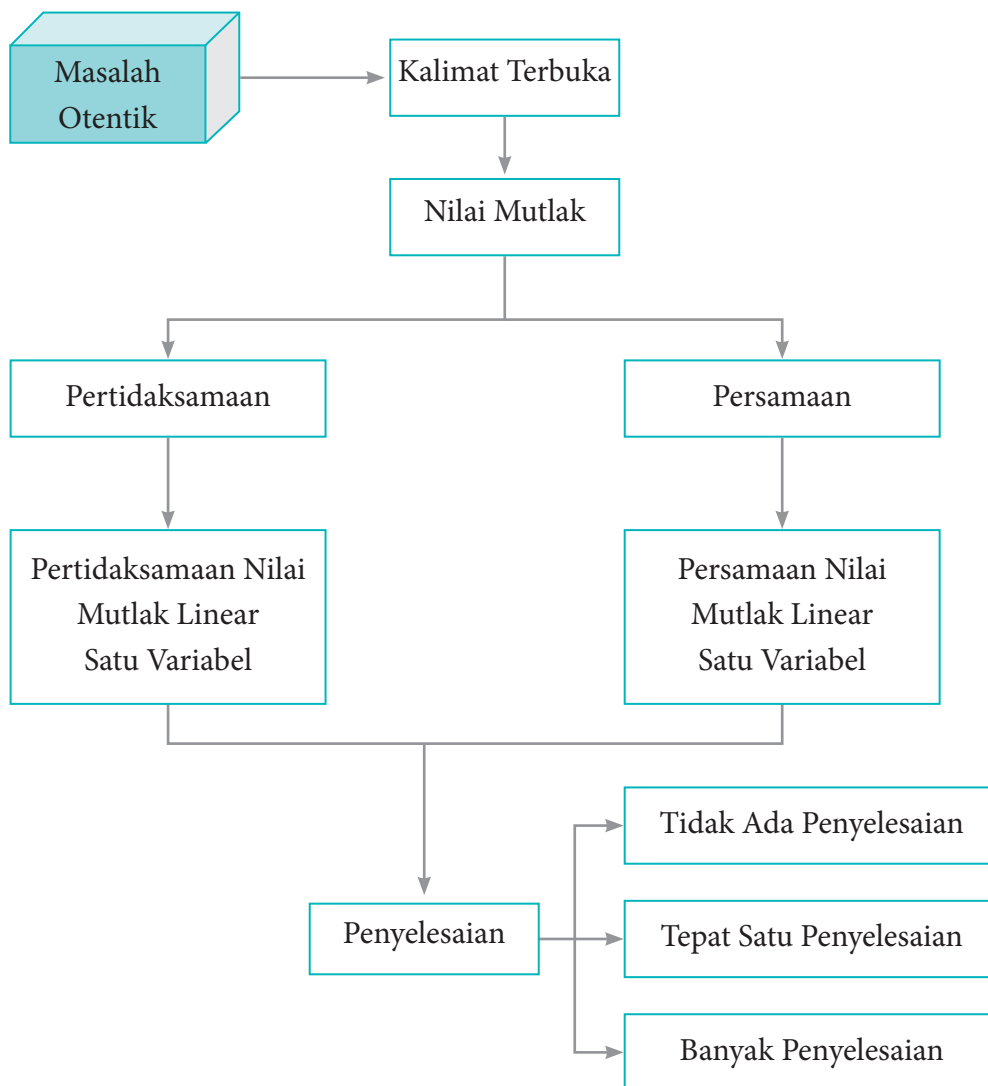 Masalah
Otentik
Kalimat Terbuka
Nilai Mutlak
Pertidaksamaan
Persamaan
Pertidaksamaan Nilai
Mutlak Linear
Satu Variabel
Persamaan Nilai
Mutlak Linear
Satu Variabel
Penyelesaian
Tidak Ada Penyelesaian
Tepat Satu Penyelesaian
Banyak Penyelesaian